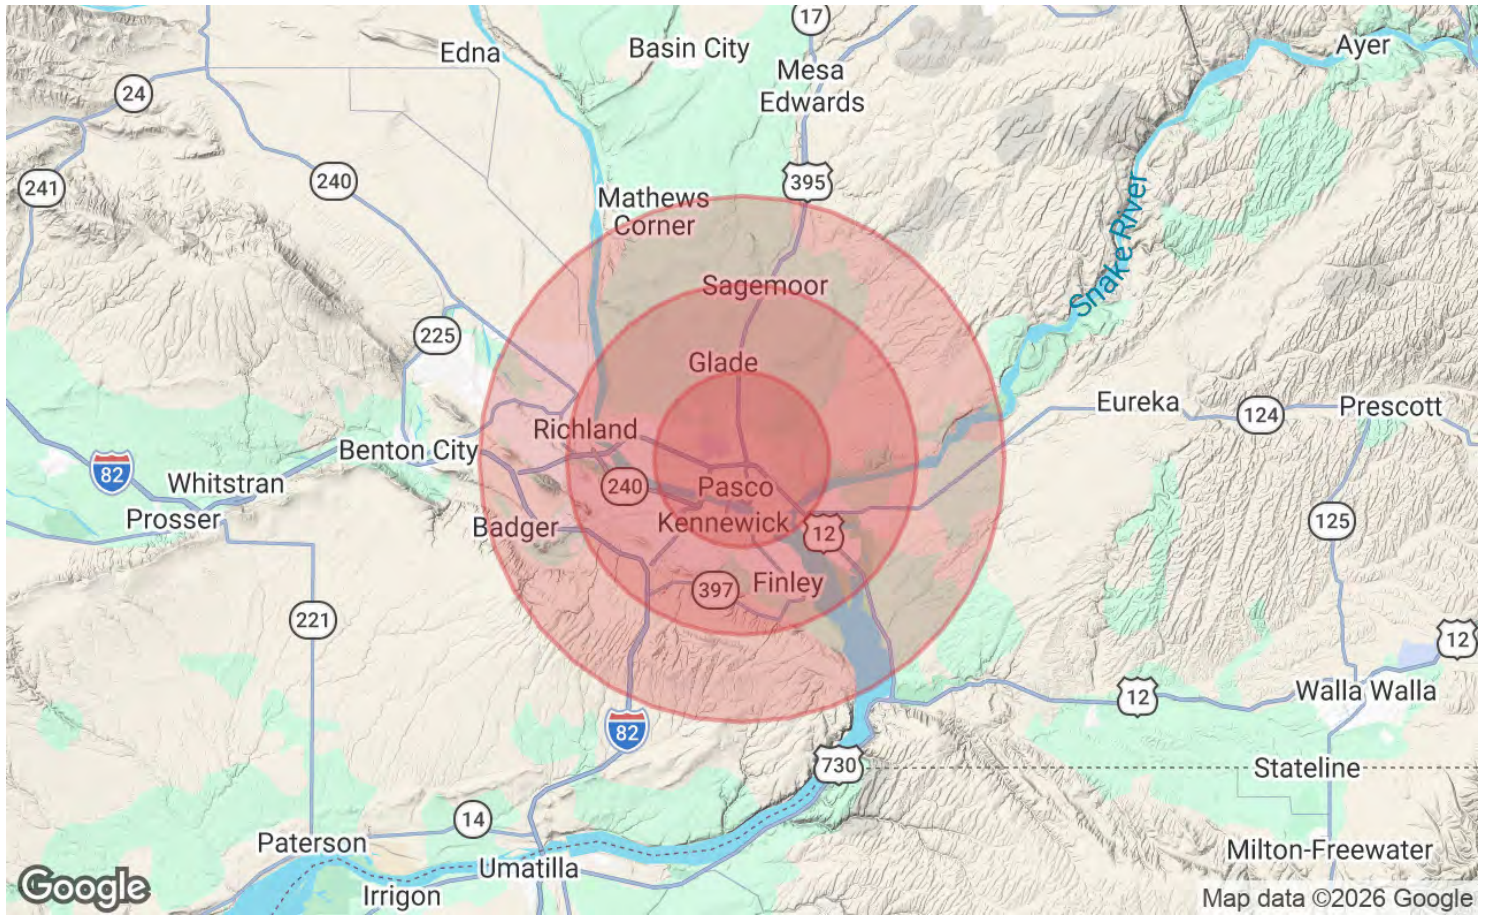 17
Edna
Basin City
Ayer
Mesa
Edwards
24
241
240
395
Mathews
Corner
Snake River
Sagemoor
225
Glade
Eureka
124
Prescott
Richland
Benton City
82
Whitstran
240
Pasco
Prosser
Badger
Kennewick
12
125
397
Finley
221
12
Walla Walla
12
82
730
Stateline
14
Paterson
Milton-Freewater
Umatilla
Irrigon
Google
Map data ©2026 Google